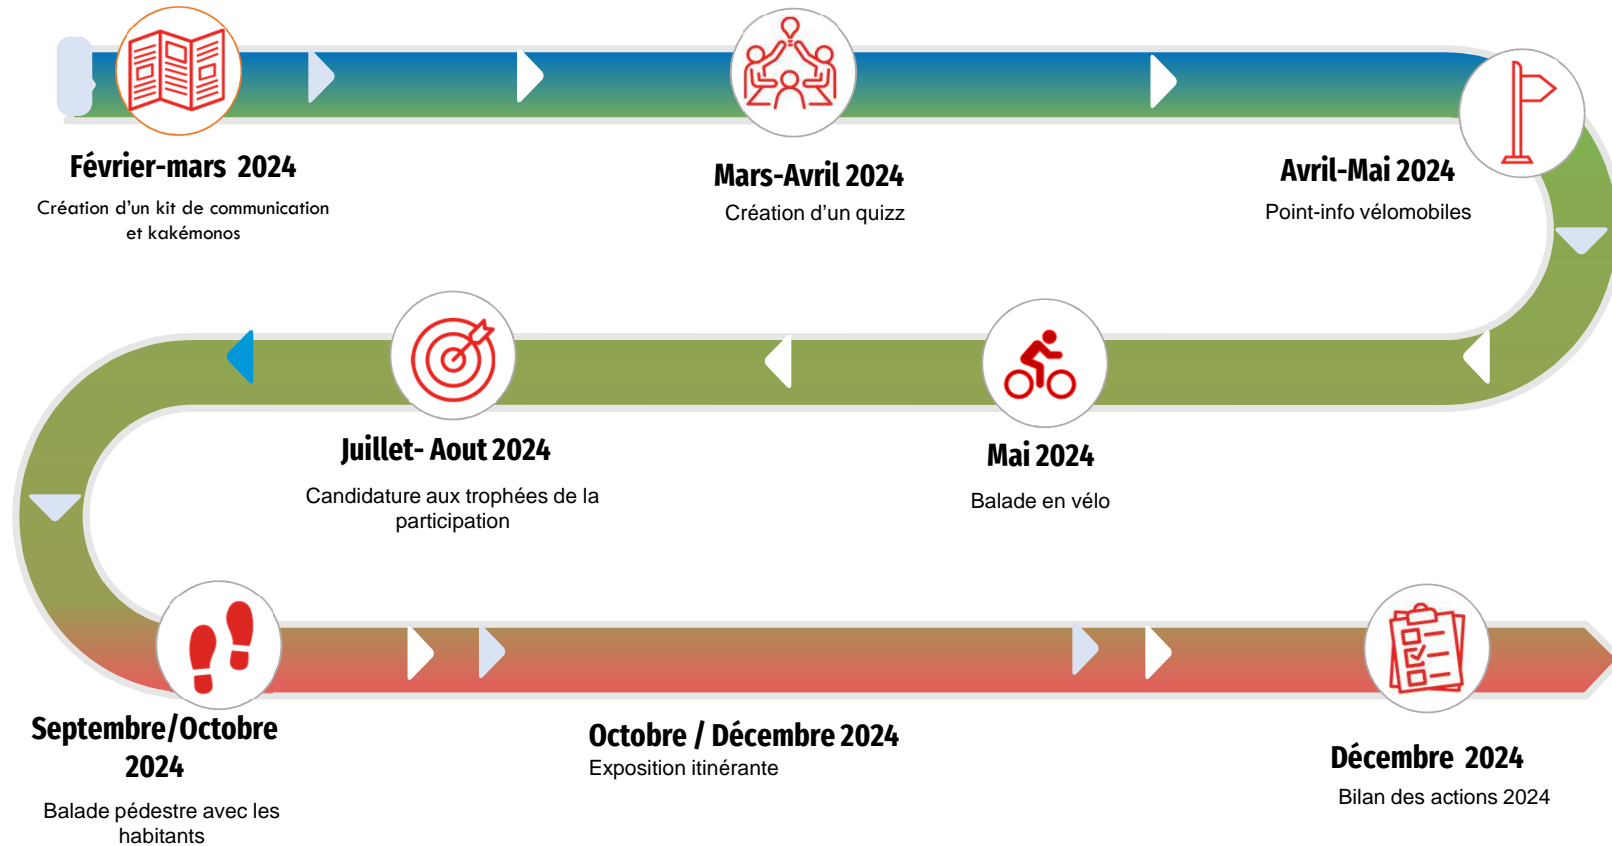 Février-mars 2024
Création d'un kit de communication
et kakémonos
Mars-Avril 2024
Création d'un quizz
Avril-Mai 2024
Point-info vélomobiles
Juillet- Aout 2024
Candidature aux trophées de la
participation
Mai 2024
Balade en vélo
Septembre/Octobre
2024
Balade pédestre avec les
habitants
Octobre / Décembre 2024
Exposition itinérante
Décembre 2024
Bilan des actions 2024